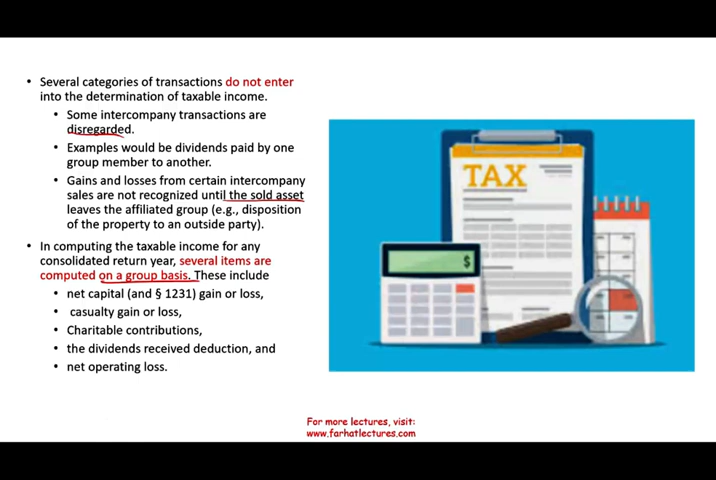 • Several categories of transactions do not enter
into the determination of taxable income.
• Some intercompany transactions are
disregarded.
• Examples would be dividends paid by one
group member to another.
• Gains and losses from certain intercompany
sales are not recognized until the sold asset
leaves the affiliated group (e.g., disposition
of the property to an outside party).
• In computing the taxable income for any
consolidated return year, several items are
computed on a group basis. These include
• net capital (and § 1231) gain or loss,
• casualty gain or loss,
• Charitable contributions,
• the dividends received deduction, and
• net operating loss.
TAX
$
For more lectures, visit:
www.farhatlectures.com